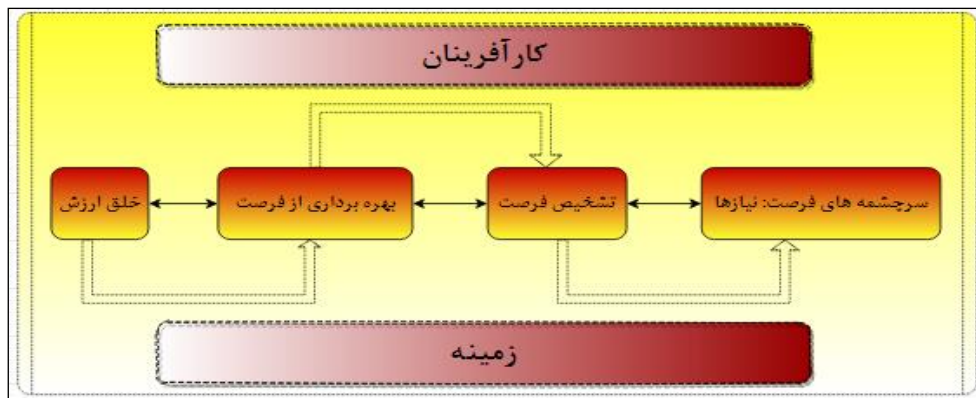 کارآفرینان
سرچشمه های فرصت: نیازها
تشخیص فرصت
بهره برداری از فرصت
خلق ارزش
زمینه